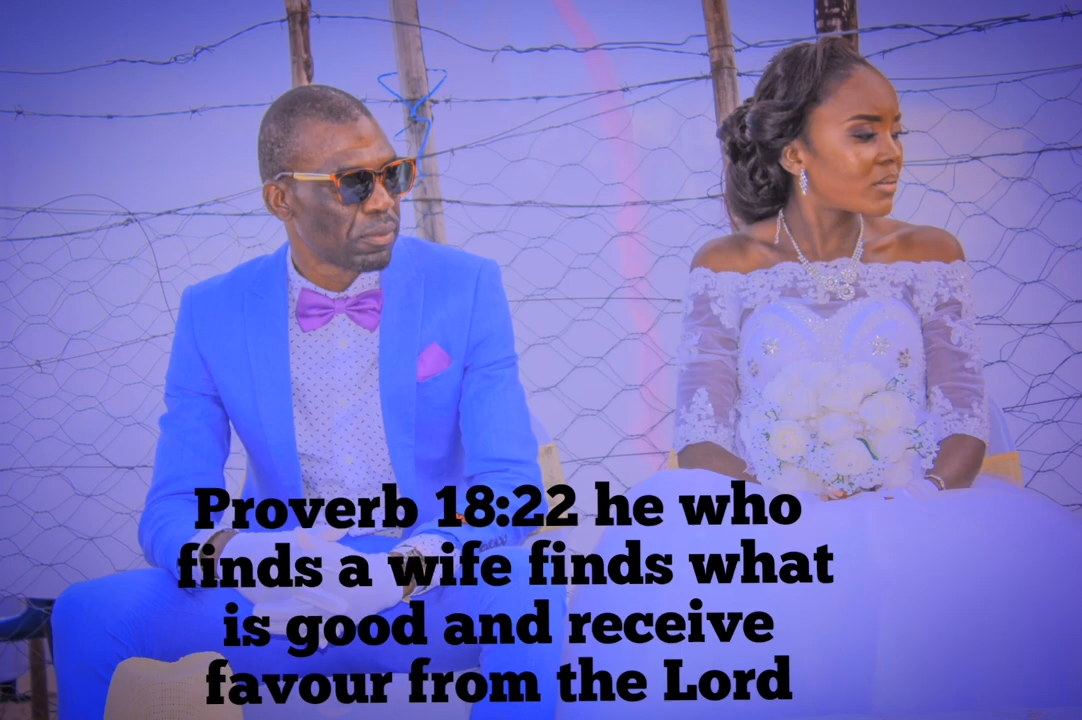 Proverb 18:22 he who
finds a wife finds what
is good and receive
favour from the Lord